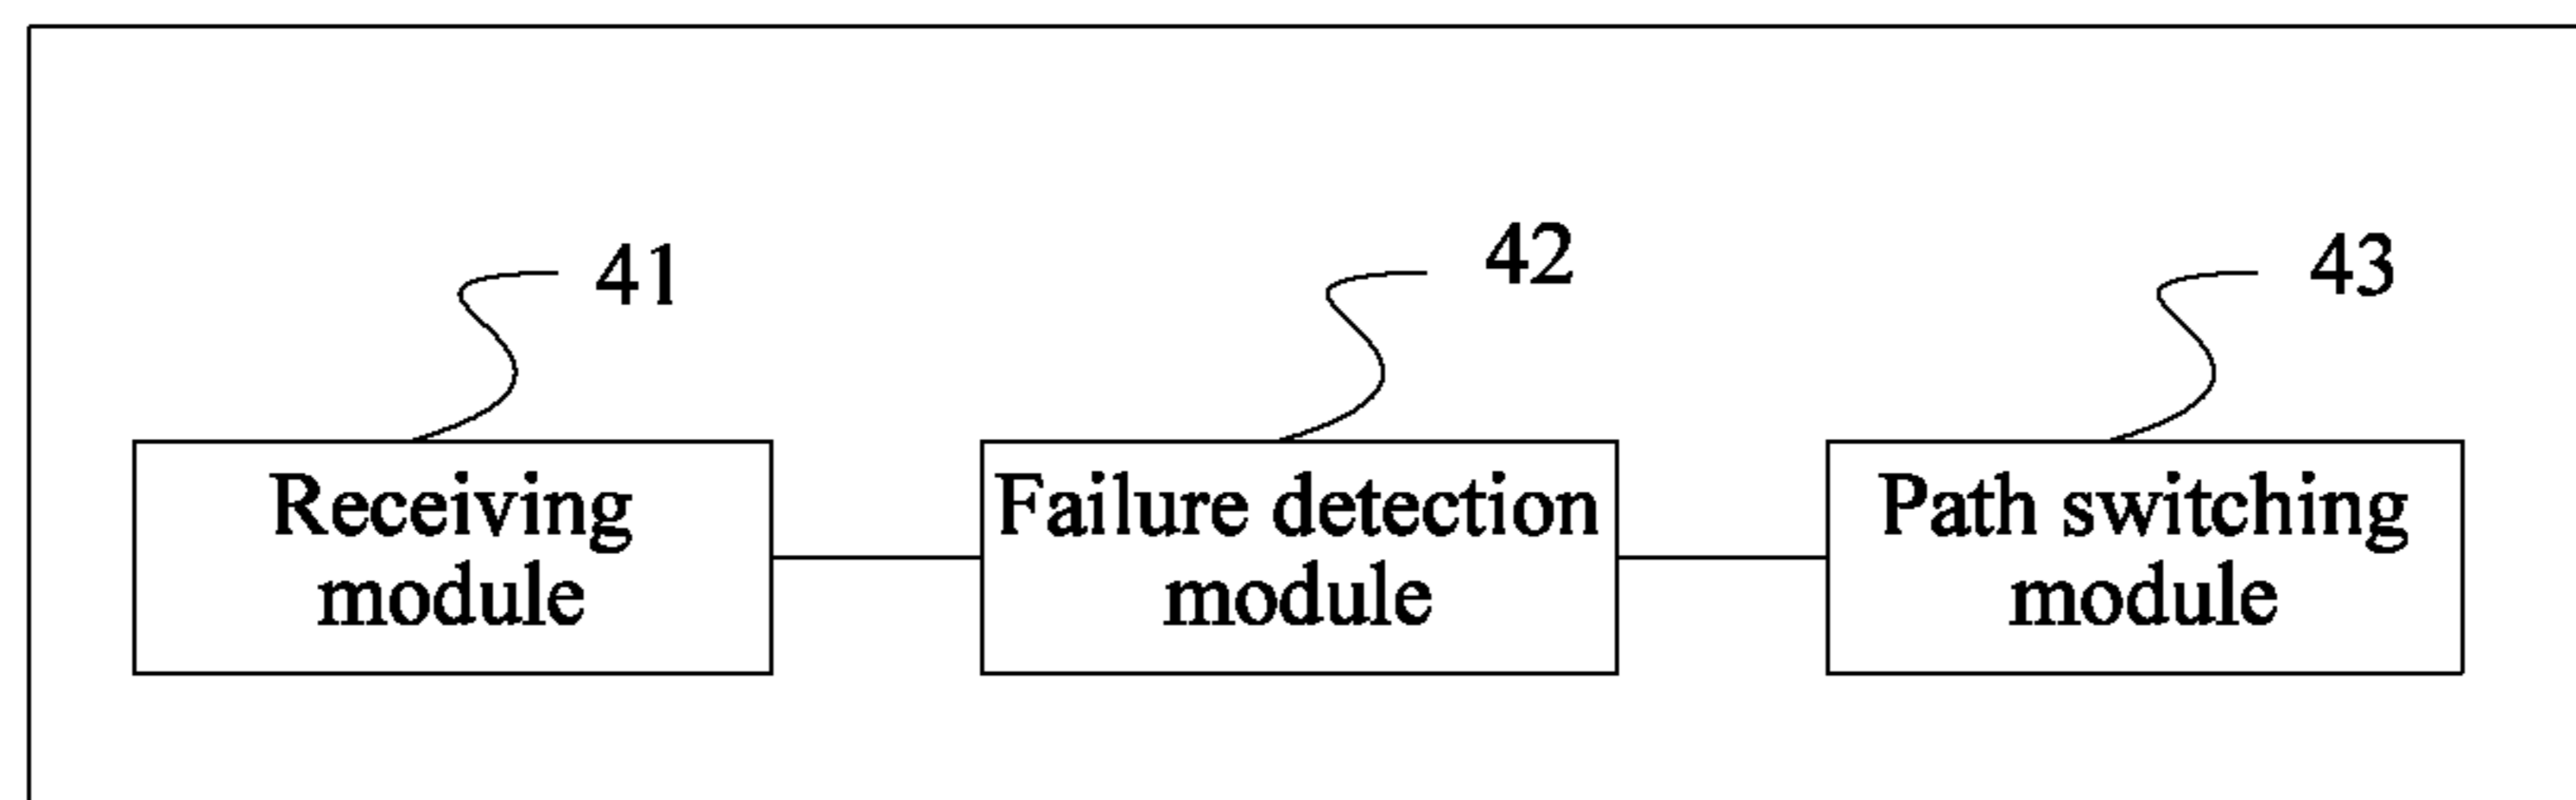 41
42
43
Receiving
module
Failure detection
module
Path switching
module